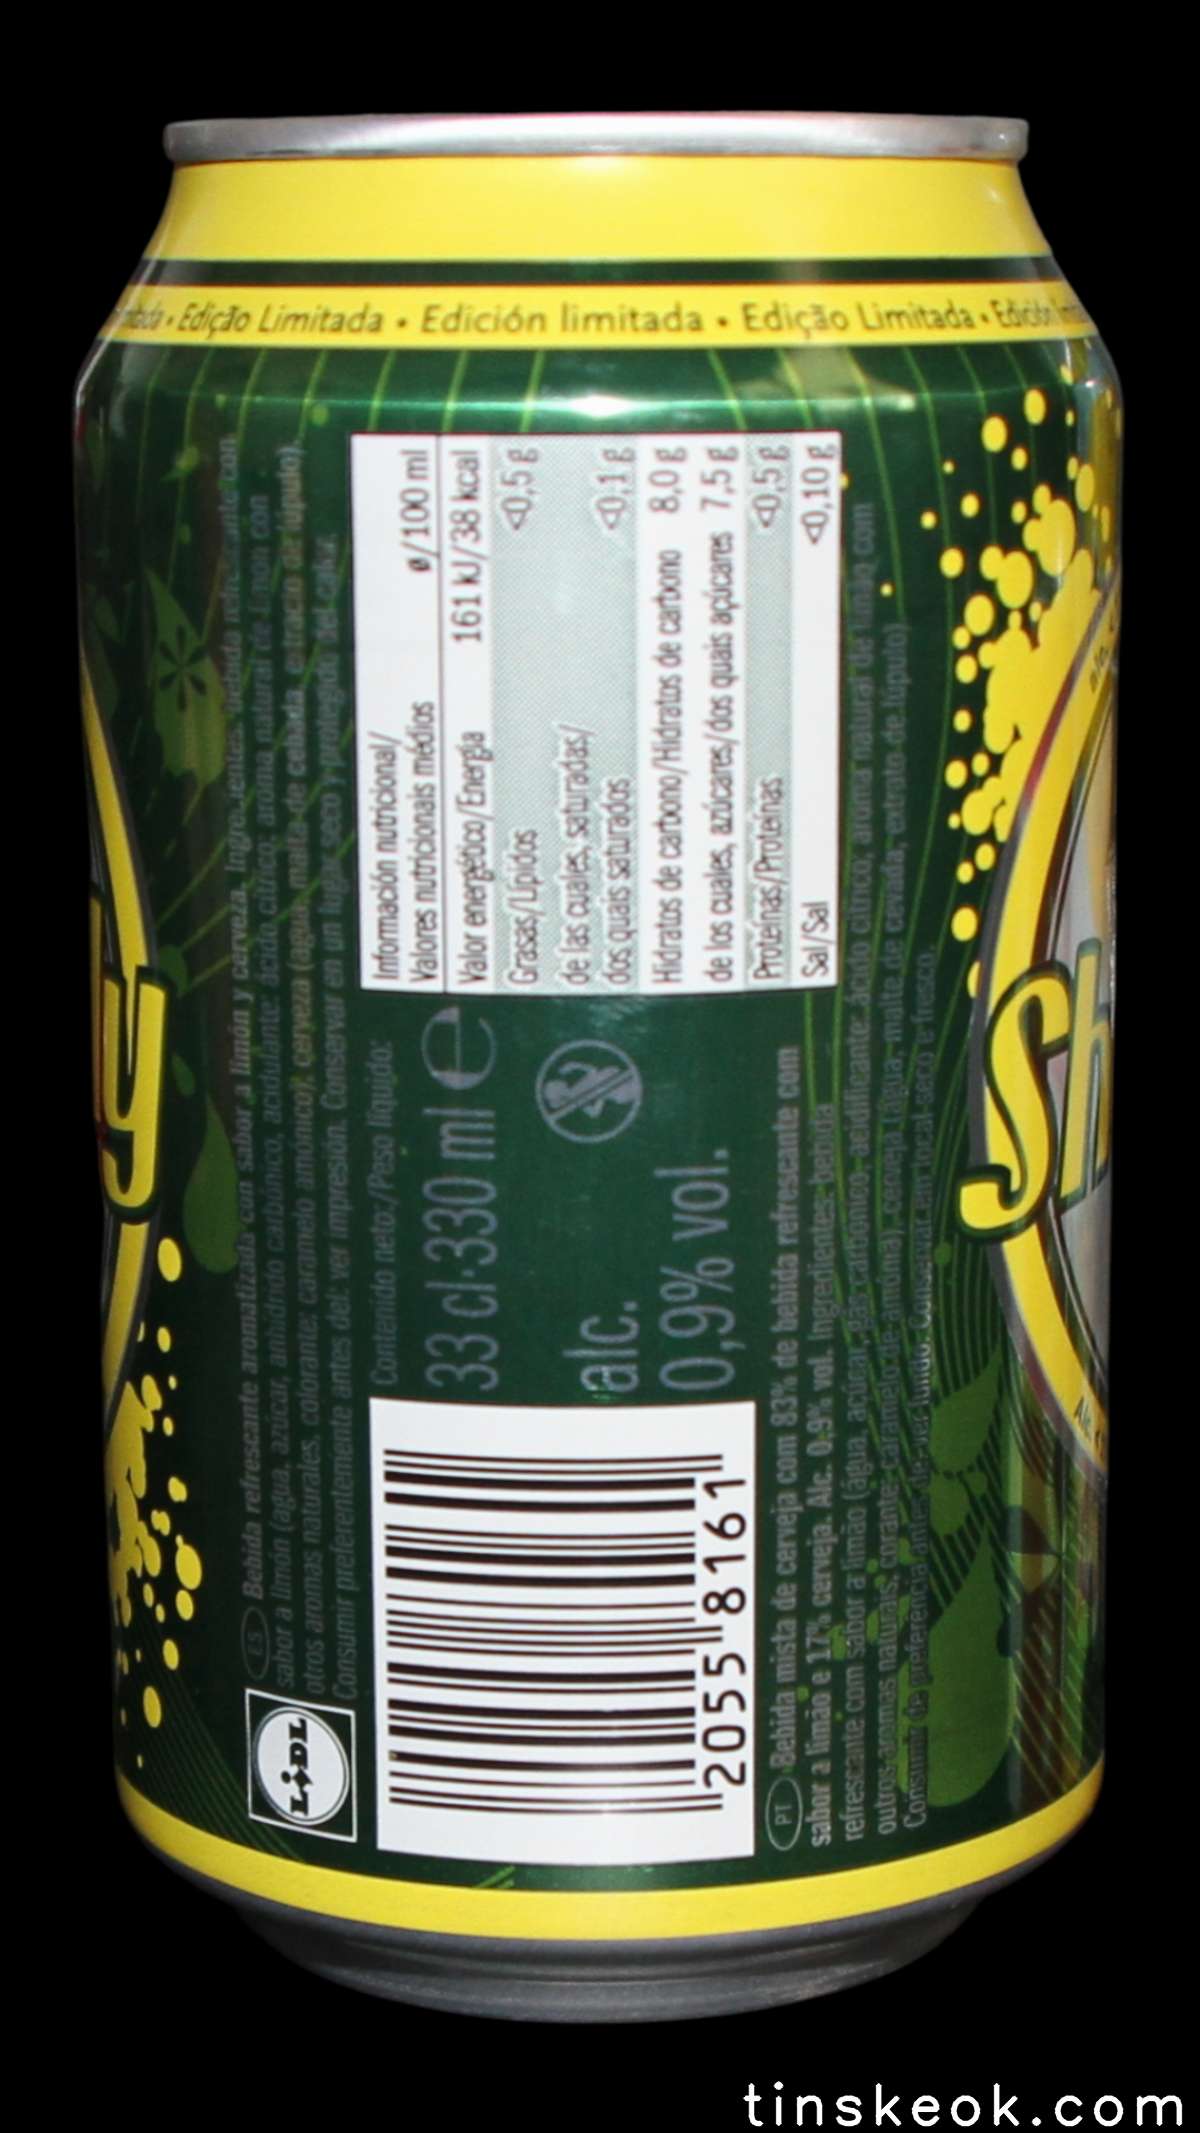 Edição Limitada • Edición limitada • Edição Limitada • Edición
ES Bebida refrescante aromatizada con sabor a limón y cerveza. Ingredientes: bebida refrescante con
sabor a limón (agua, azúcar, anhídrido carbónico, acidulante: ácido cítrico, aroma natural de limón con
otros aromas naturales, colorante: caramelo amónico), cerveza (agua, malta de cebada, extracto de lúpulo).
Consumir preferentemente antes del: ver impresión. Conservar en un lugar seco y protegido del calor.
LIDL
Información nutricional/
Valores nutricionais médios ø/100 ml
Valor energético/Energia 161 kJ/38 kcal
Grasas/Lípidos <0,5 g
de las cuales, saturadas/
dos quais saturados <0,1 g
Hidratos de carbono/Hidratos de carbono 8,0 g
de los cuales, azúcares/dos quais açúcares 7,5 g
Proteínas/Proteínas <0,5 g
Sal/Sal <0,10 g
Contenido neto:/Peso líquido:
33 cl·330 ml e
alc.
0,9% vol.
2055 8161
PT Bebida mista de cerveja com 83% de bebida refrescante com
sabor a limão e 17% cerveja. Alc. 0.9% vol. Ingredientes: bebida
refrescante com sabor a limão (água, açúcar, gás carbónico, acidificante: ácido cítrico, aroma natural de limão com
outros aromas naturais, corante: caramelo de amónia), cerveja (água, malte de cevada, extrato de lúpulo).
Consumir de preferência antes de: ver fundo. Conservar em local seco e fresco.
y
Sh
tinskeok.com